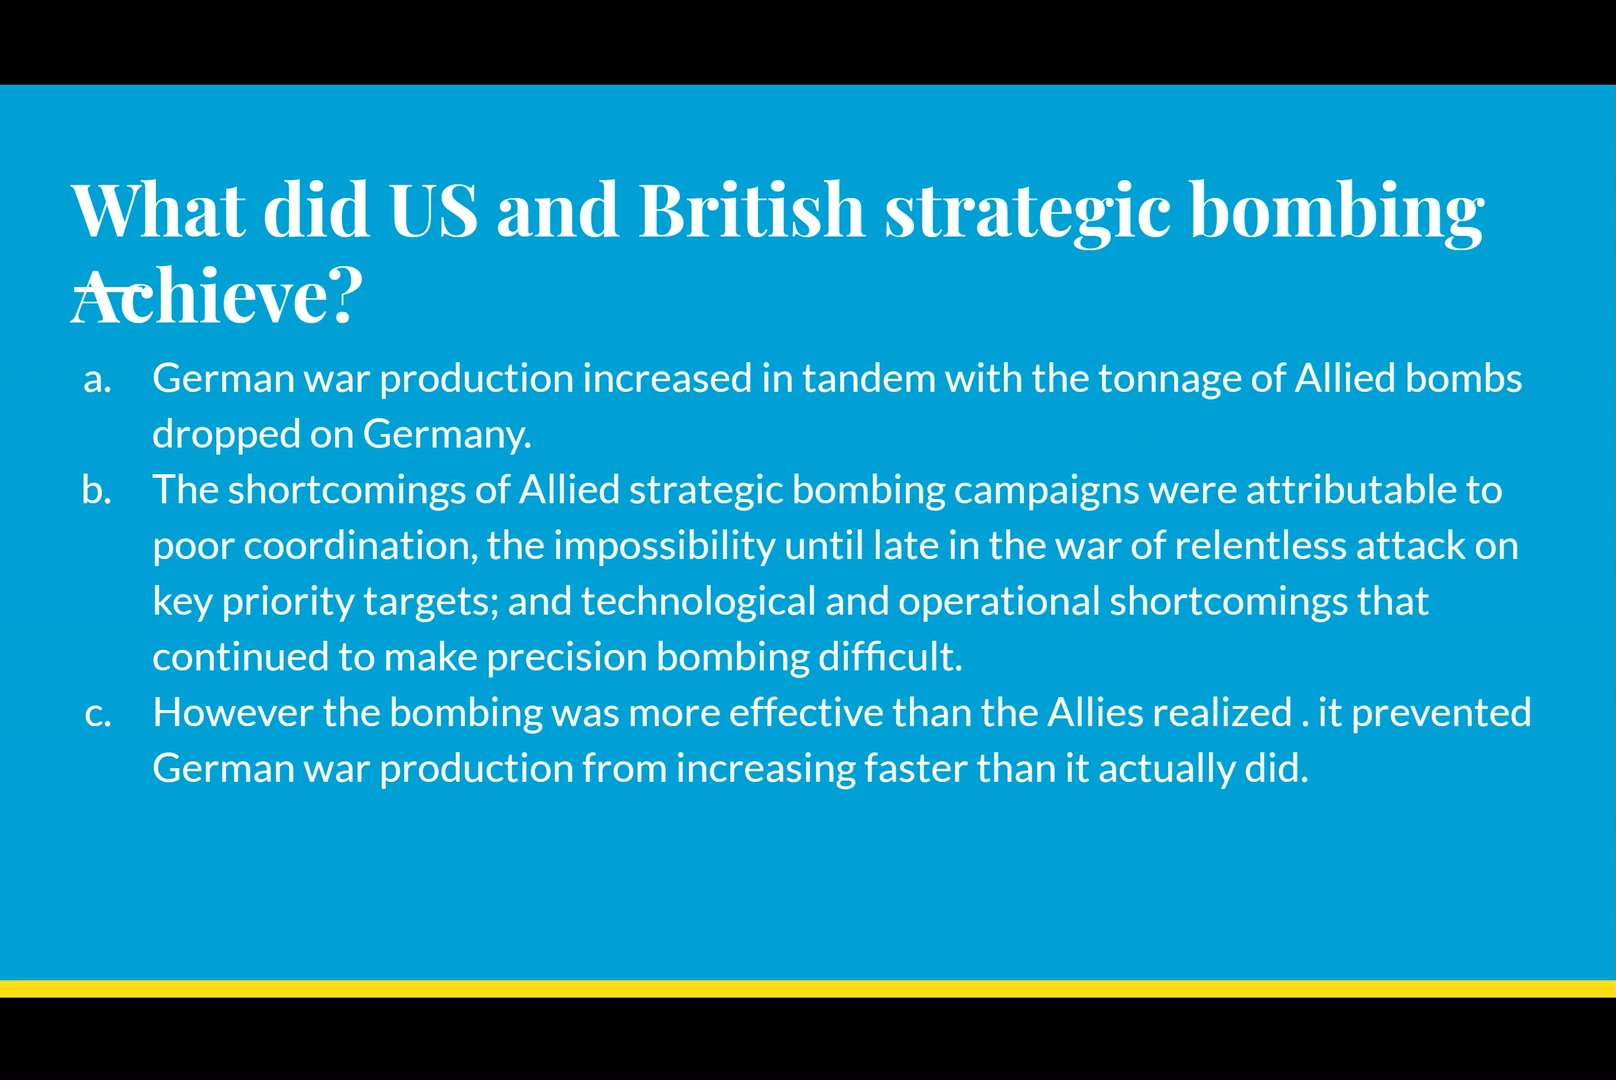 What did US and British strategic bombing
Achieve?
a. German war production increased in tandem with the tonnage of Allied bombs
dropped on Germany.
b. The shortcomings of Allied strategic bombing campaigns were attributable to
poor coordination, the impossibility until late in the war of relentless attack on
key priority targets; and technological and operational shortcomings that
continued to make precision bombing difficult.
c. However the bombing was more effective than the Allies realized . it prevented
German war production from increasing faster than it actually did.